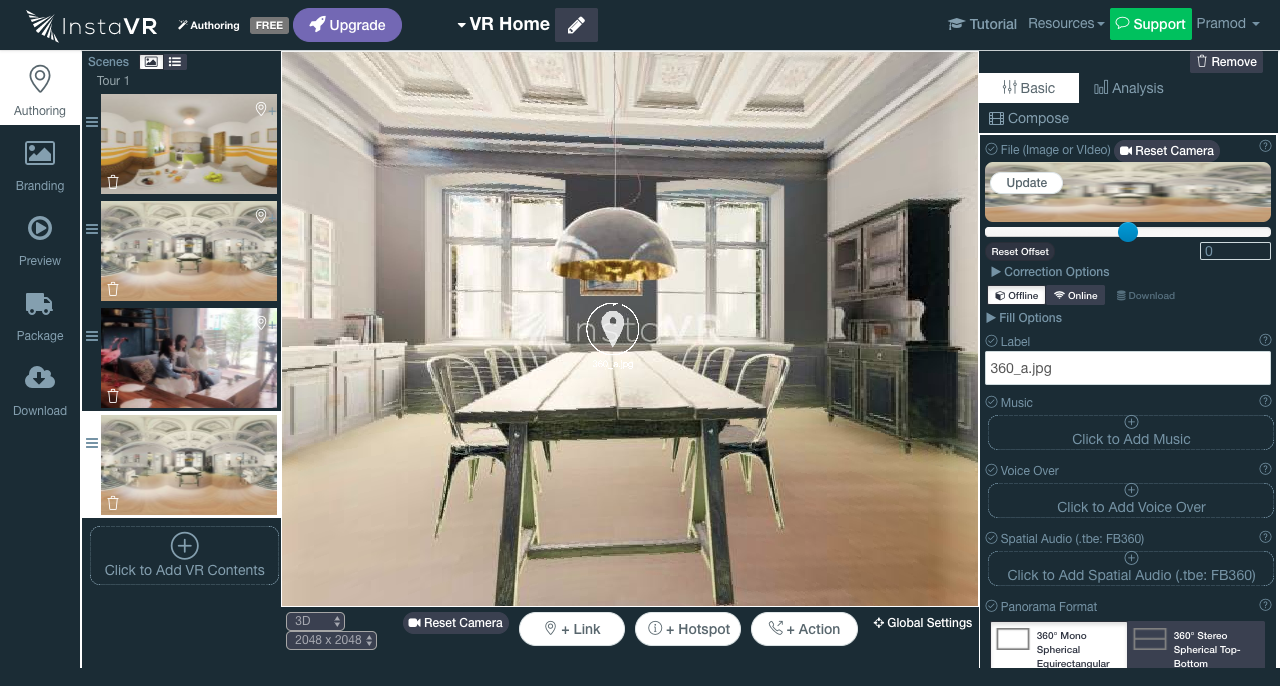 InstaVR
Authoring
FREE
Upgrade
VR Home
Tutorial
Resources
Support
Pramod
Authoring
Branding
Preview
Package
Download
Scenes
Tour 1
Click to Add VR Contents
InstaVR
360_a.jpg
3D
2048 x 2048
Reset Camera
+ Link
+ Hotspot
+ Action
Global Settings
Remove
Basic
Analysis
Compose
File (Image or VIdeo)
Reset Camera
Update
Reset Offset
0
Correction Options
Offline
Online
Download
Fill Options
Label
360_a.jpg
Music
Click to Add Music
Voice Over
Click to Add Voice Over
Spatial Audio (.tbe: FB360)
Click to Add Spatial Audio (.tbe: FB360)
Panorama Format
360° Mono
Spherical
Equirectangular
360° Stereo
Spherical Top-
Bottom